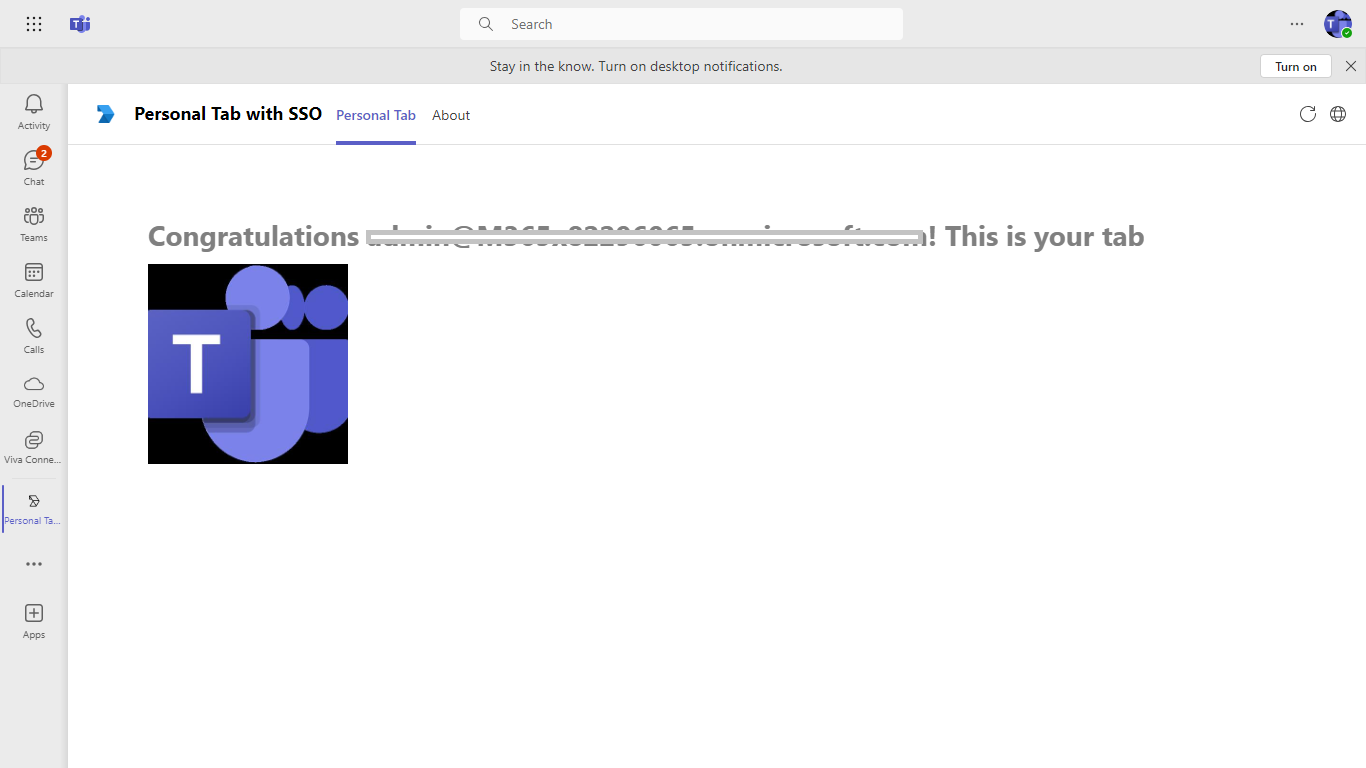 Search
Stay in the know. Turn on desktop notifications.
Turn on
Activity
2
Chat
Teams
Calendar
Calls
OneDrive
Viva Conne...
Personal Ta...
Apps
Personal Tab with SSO
Personal Tab
About
Congratulations ! This is your tab
T